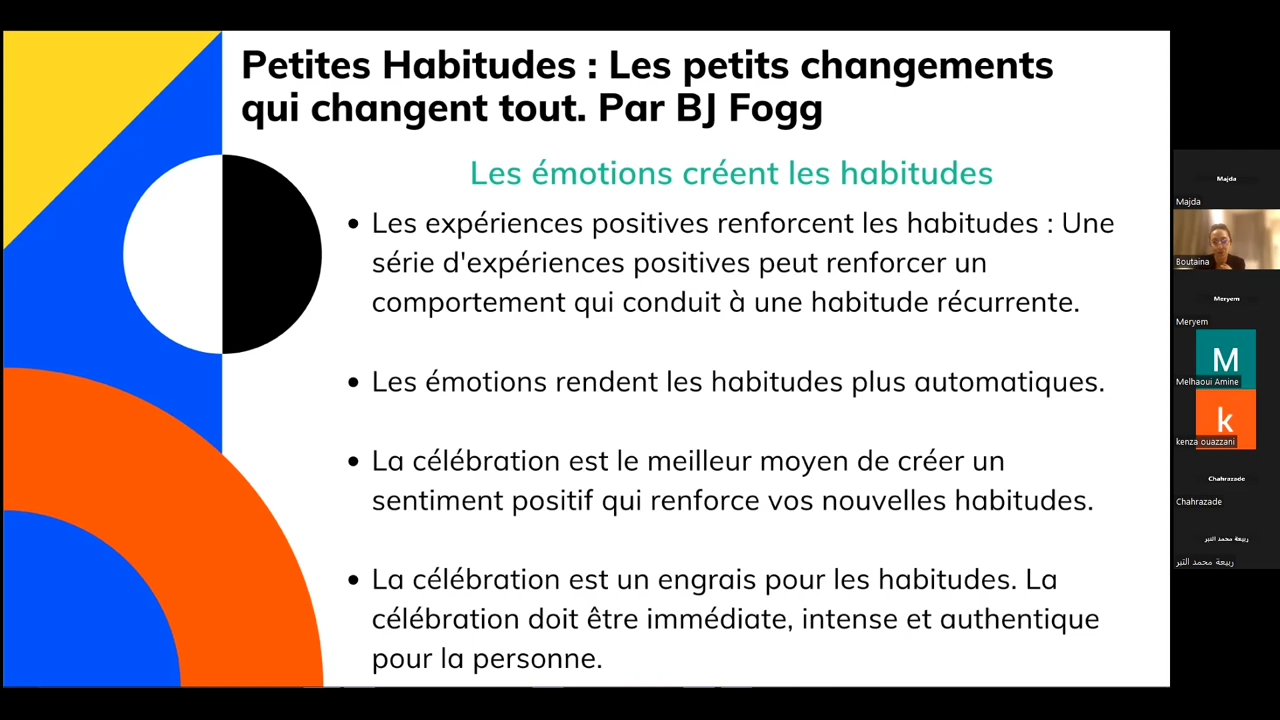 Petites Habitudes : Les petits changements
qui changent tout. Par BJ Fogg
Les émotions créent les habitudes
• Les expériences positives renforcent les habitudes : Une
série d'expériences positives peut renforcer un
comportement qui conduit à une habitude récurrente.
• Les émotions rendent les habitudes plus automatiques.
• La célébration est le meilleur moyen de créer un
sentiment positif qui renforce vos nouvelles habitudes.
• La célébration est un engrais pour les habitudes. La
célébration doit être immédiate, intense et authentique
pour la personne.
Majda
Majda
Boutaina
Meryem
Meryem
M
Melhaoui Amine
k
kenza ouazzani
Chahrazade
Chahrazade
ربيعة محمد النبر
ربيعة محمد النبر